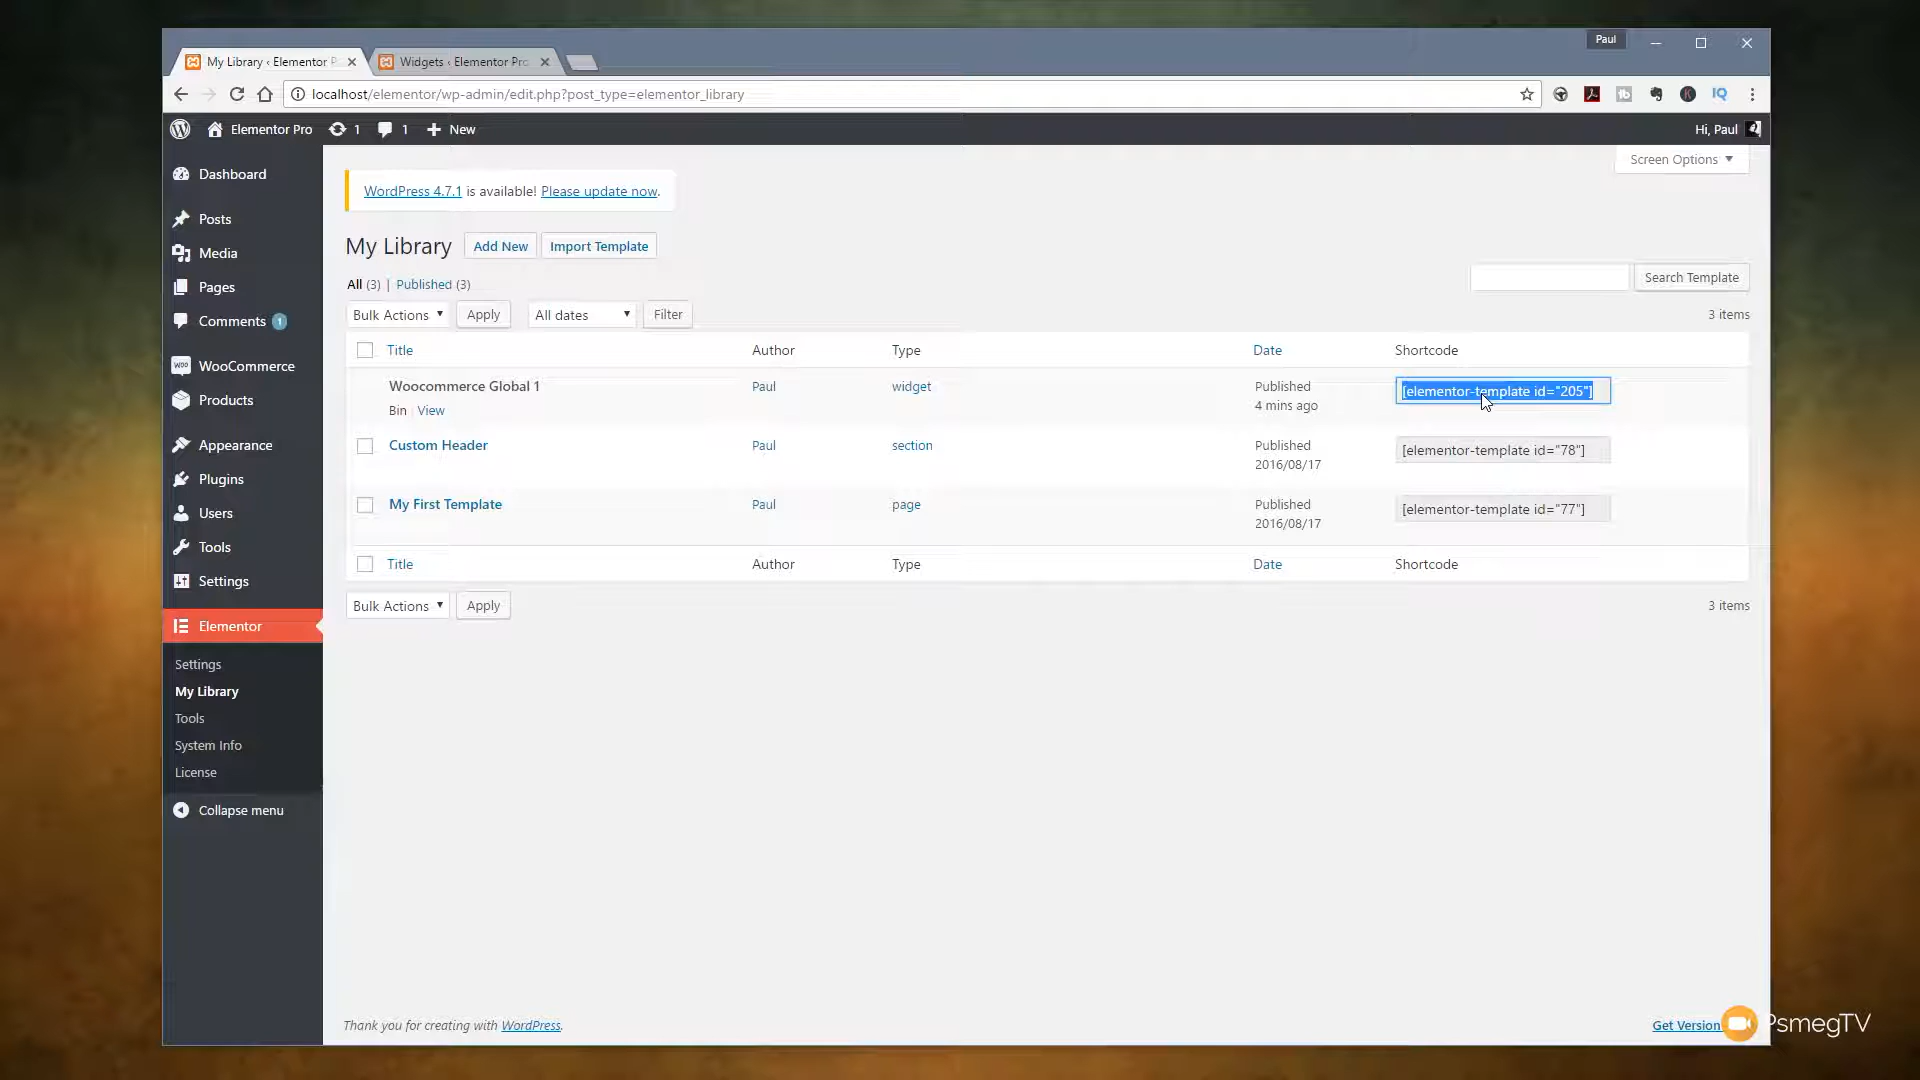 Paul
My Library ‹ Elementor P
Widgets ‹ Elementor Pro
localhost/elementor/wp-admin/edit.php?post_type=elementor_library
Elementor Pro 1 1 New
Hi, Paul
Screen Options
Dashboard
Posts
Media
Pages
Comments 1
WooCommerce
Products
Appearance
Plugins
Users
Tools
Settings
Elementor
Settings
My Library
Tools
System Info
License
Collapse menu
WordPress 4.7.1 is available! Please update now.
My Library Add New Import Template
All (3) | Published (3)
Search Template
Bulk Actions Apply All dates Filter
3 items
Title Author Type Date Shortcode
Woocommerce Global 1 Paul widget Published [elementor-template id="205"]
Bin | View 4 mins ago
Custom Header Paul section Published [elementor-template id="78"]
2016/08/17
My First Template Paul page Published [elementor-template id="77"]
2016/08/17
Title Author Type Date Shortcode
Bulk Actions Apply
3 items
Thank you for creating with WordPress.
Get Version
PsmegTV